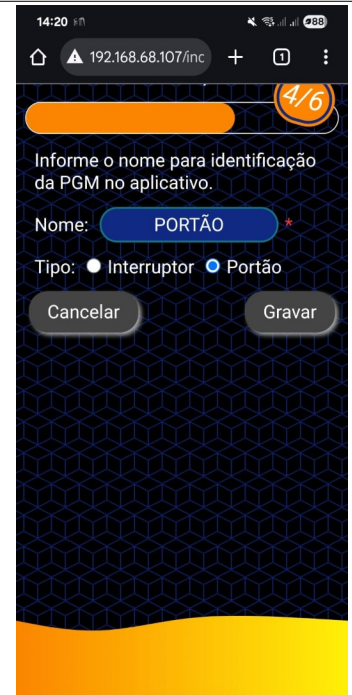 14:20
88
192.168.68.107/inc
1
4/6
Informe o nome para identificação
da PGM no aplicativo.
Nome: PORTÃO *
Tipo: Interruptor Portão
Cancelar Gravar